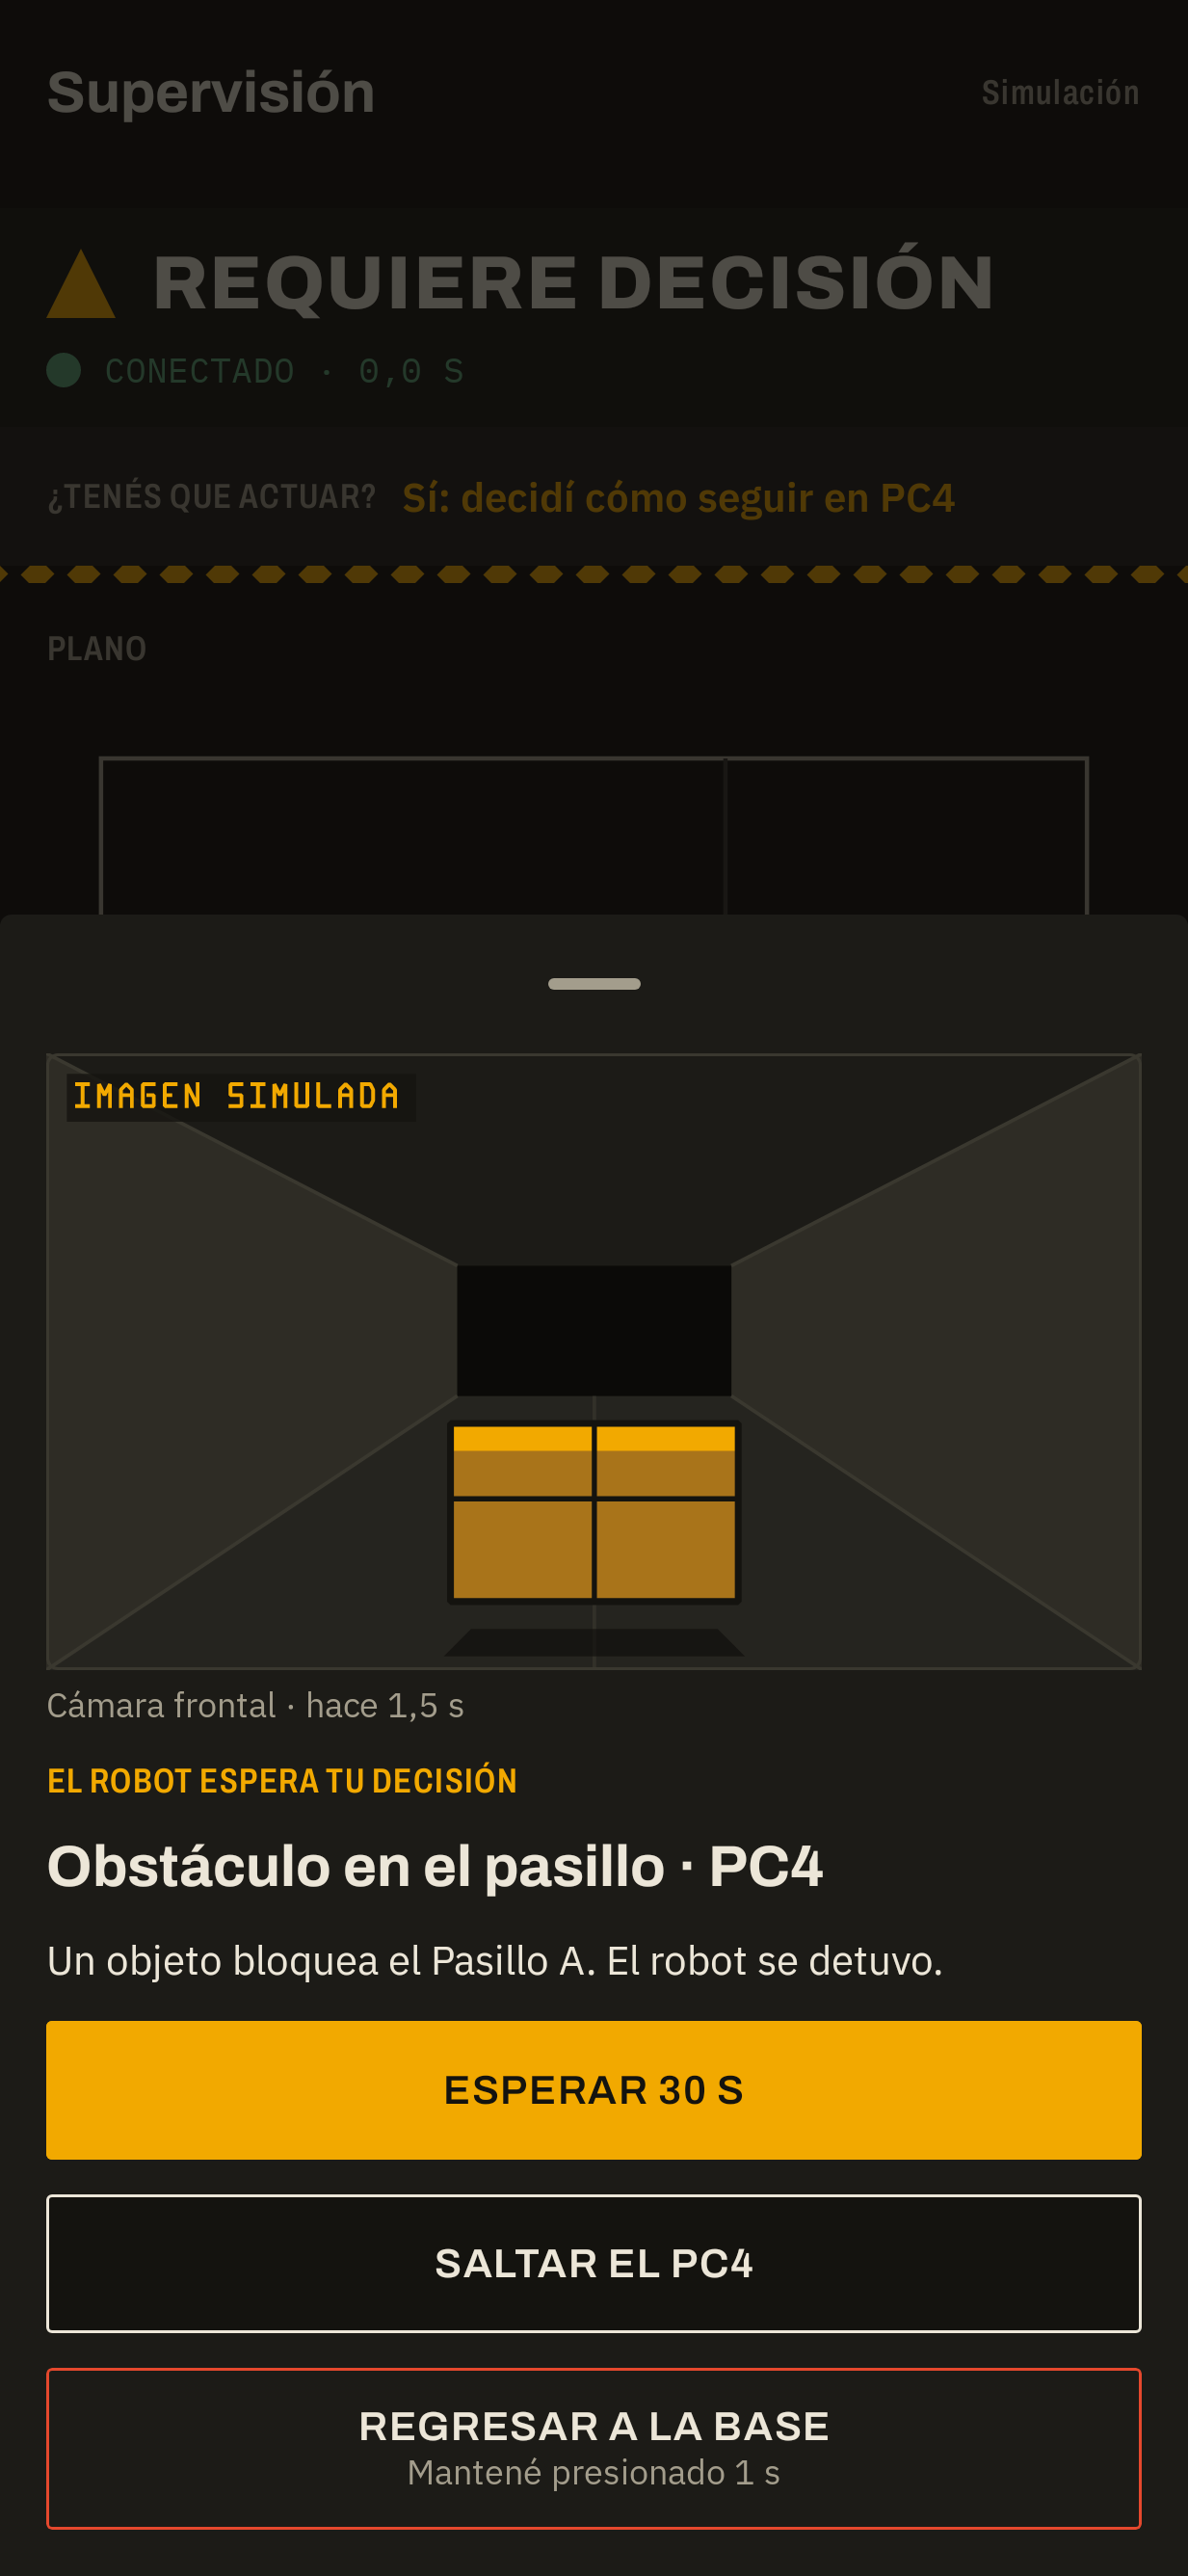 Supervisión
Simulación
REQUIERE DECISIÓN
CONECTADO · 0,0 S
¿TENÉS QUE ACTUAR? Sí: decidí cómo seguir en PC4
PLANO
IMAGEN SIMULADA
Cámara frontal · hace 1,5 s
EL ROBOT ESPERA TU DECISIÓN
Obstáculo en el pasillo · PC4
Un objeto bloquea el Pasillo A. El robot se detuvo.
ESPERAR 30 S
SALTAR EL PC4
REGRESAR A LA BASE
Mantené presionado 1 s